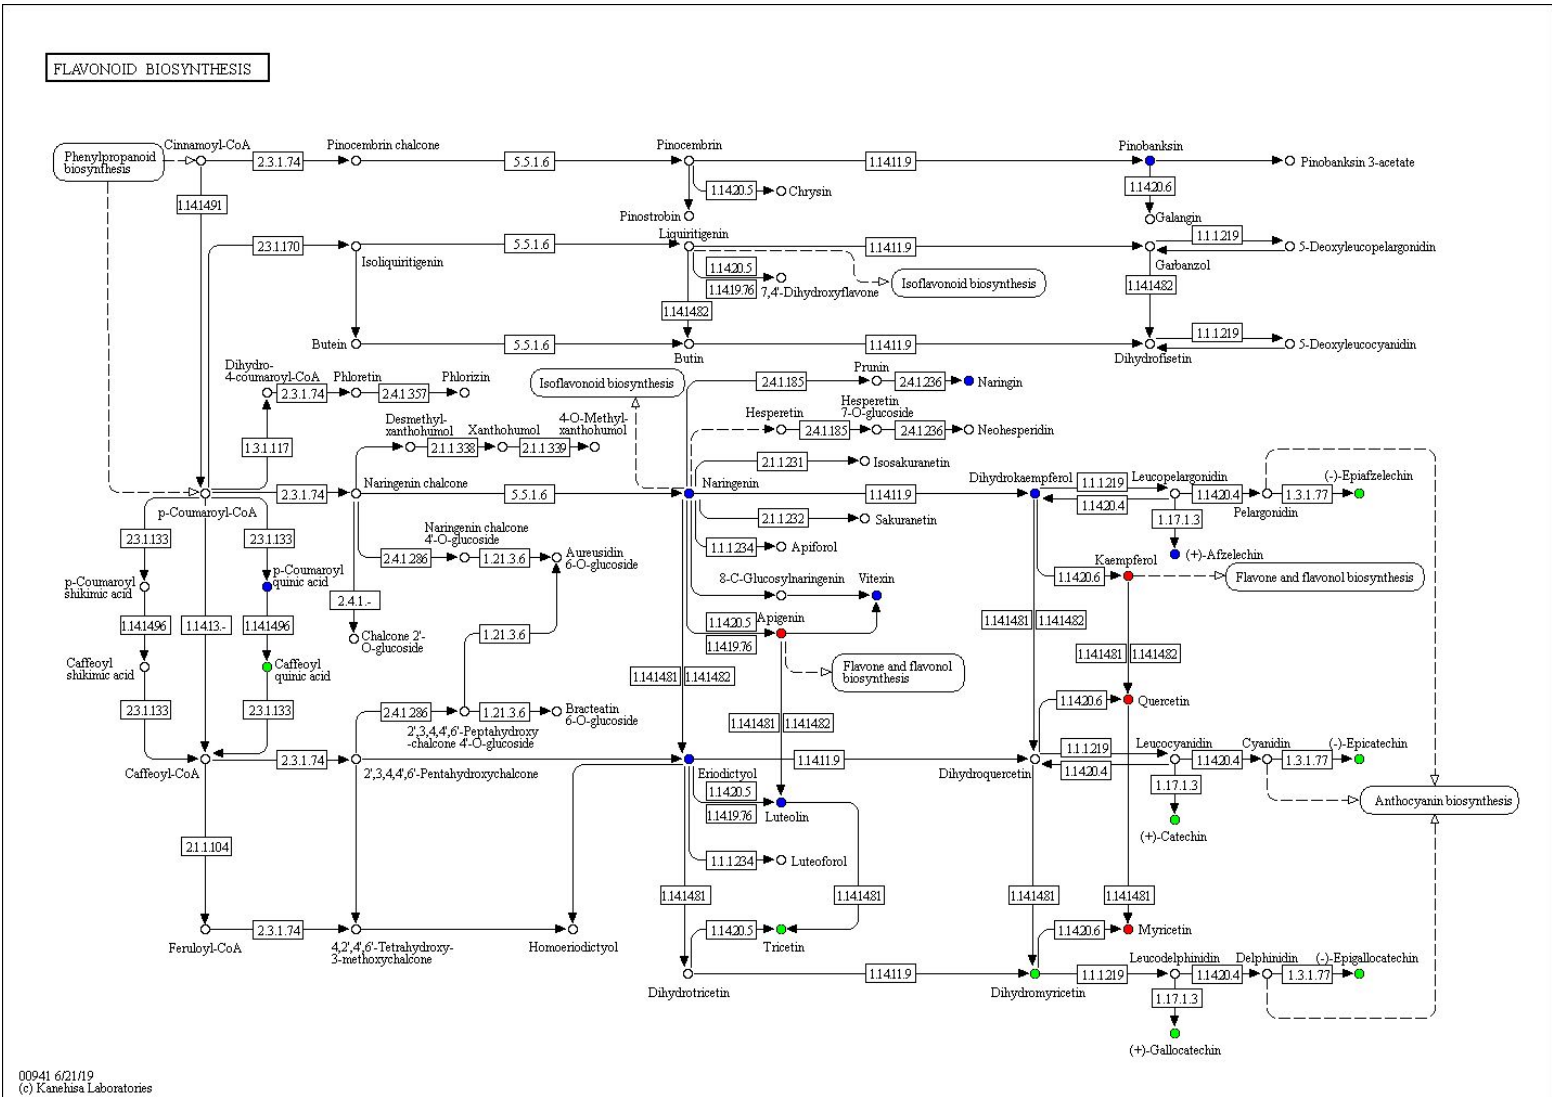 FLAVONOID BIOSYNTHESIS
Phenylpropanoid
biosynthesis
Cinnamoyl-CoA
2.3.1.74
Pinocembrin chalcone
5.5.1.6
Pinocembrin
1.14.11.9
Pinobanksin
Pinobanksin 3-acetate
1.14.14.91
1.14.20.5
Chrysin
Pinostrobin
1.14.20.6
Galangin
2.3.1.170
Isoliquiritigenin
5.5.1.6
Liquiritigenin
1.14.11.9
Garbanzol
1.1.1.219
5-Deoxyleucopelargonidin
1.14.20.5
1.14.19.76
7,4'-Dihydroxyflavone
Isoflavonoid biosynthesis
1.14.14.82
1.14.14.82
Butein
5.5.1.6
Butin
1.14.11.9
Dihydrofisetin
1.1.1.219
5-Deoxyleucocyanidin
Dihydro-
4-coumaroyl-CoA
2.3.1.74
Phloretin
2.4.1.357
Phlorizin
Isoflavonoid biosynthesis
2.4.1.185
Prunin
2.4.1.236
Naringin
Hesperetin
2.4.1.185
Hesperetin
7-O-glucoside
2.4.1.236
Neohesperidin
1.3.1.117
Desmethyl-
xanthohumol
2.1.1.338
Xanthohumol
2.1.1.339
4-O-Methyl-
xanthohumol
2.1.1.231
Isosakuranetin
p-Coumaroyl-CoA
2.3.1.74
Naringenin chalcone
5.5.1.6
Naringenin
1.14.11.9
Dihydrokaempferol
1.1.1.219
1.14.20.4
Leucopelargonidin
1.14.20.4
Pelargonidin
1.3.1.77
(-)-Epiafzelechin
2.1.1.232
Sakuranetin
1.17.1.3
(+)-Afzelechin
2.3.1.133
2.3.1.133
1.1.1.234
Apiforol
Naringenin chalcone
4'-O-glucoside
2.4.1.286
1.21.3.6
Aureusidin
6-O-glucoside
p-Coumaroyl
shikimic acid
p-Coumaroyl
quinic acid
2.4.1.-
8-C-Glucosylnaringenin
Vitexin
1.14.20.6
Kaempferol
Flavone and flavonol biosynthesis
1.14.14.96
1.14.13.-
1.14.14.96
Chalcone 2'-
O-glucoside
1.21.3.6
1.14.20.5
1.14.19.76
Apigenin
1.14.14.81
1.14.14.82
Caffeoyl
shikimic acid
Caffeoyl
quinic acid
1.14.14.81
1.14.14.82
Flavone and flavonol
biosynthesis
1.14.14.81
1.14.14.82
2.3.1.133
2.3.1.133
2.4.1.286
1.21.3.6
Bracteatin
6-O-glucoside
2',3,4,4',6'-Peptahydroxy
-chalcone 4'-O-glucoside
1.14.14.81
1.14.14.82
1.14.20.6
Quercetin
Caffeoyl-CoA
2.3.1.74
2',3,4,4',6'-Pentahydroxychalcone
Eriodictyol
1.14.11.9
Dihydroquercetin
1.1.1.219
1.14.20.4
Leucocyanidin
1.14.20.4
Cyanidin
1.3.1.77
(-)-Epicatechin
1.14.20.5
1.14.19.76
Luteolin
1.17.1.3
(+)-Catechin
Anthocyanin biosynthesis
2.1.1.104
1.1.1.234
Luteoforol
1.14.14.81
1.14.14.81
1.14.14.81
1.14.14.81
Feruloyl-CoA
2.3.1.74
4,2',4',6'-Tetrahydroxy-
3-methoxychalcone
Homoeriodictyol
1.14.20.5
Tricetin
1.14.20.6
Myricetin
Dihydrotricetin
1.14.11.9
Dihydromyricetin
1.1.1.219
Leucodelphinidin
1.14.20.4
Delphinidin
1.3.1.77
(-)-Epigallocatechin
1.17.1.3
(+)-Gallocatechin
00941 6/21/19
(c) Kanehisa Laboratories